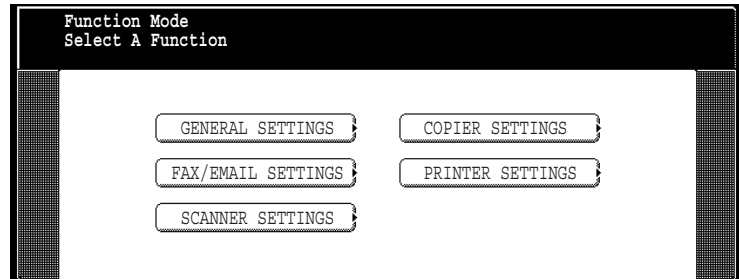 Function Mode
Select A Function
GENERAL SETTINGS
COPIER SETTINGS
FAX/EMAIL SETTINGS
PRINTER SETTINGS
SCANNER SETTINGS